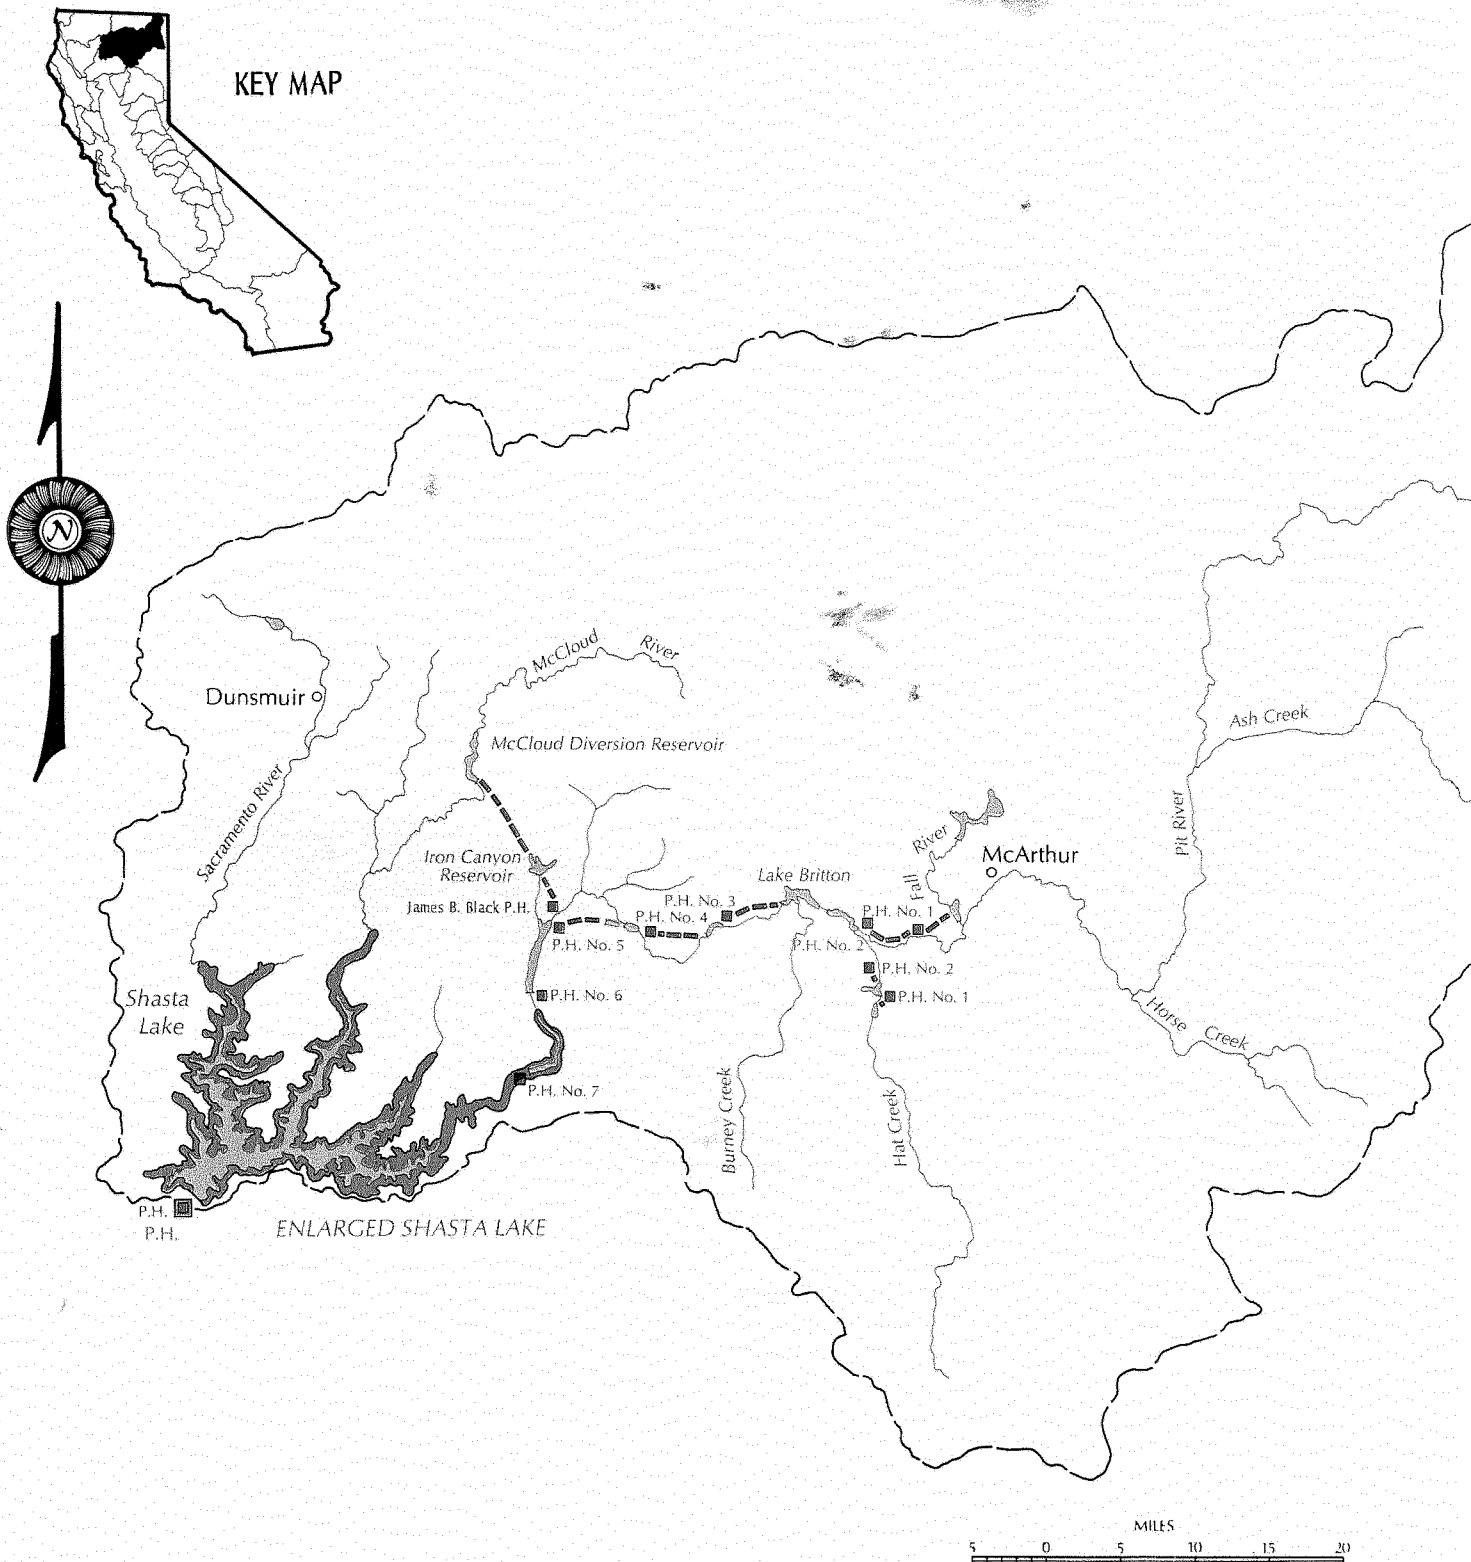 KEY MAP
N
McCloud River
Dunsmuir
McCloud Diversion Reservoir
Ash Creek
Sacramento River
Pit River
Fall River
McArthur
Iron Canyon
Reservoir
Lake Britton
James B. Black P.H.
P.H. No. 3
P.H. No. 4
P.H. No. 1
P.H. No. 5
P.H. No. 2
P.H. No. 2
P.H. No. 6
P.H. No. 1
Shasta
Lake
Horse Creek
P.H. No. 7
Burney Creek
Hat Creek
P.H.
P.H.
ENLARGED SHASTA LAKE
MILES
5 0 5 10 15 20